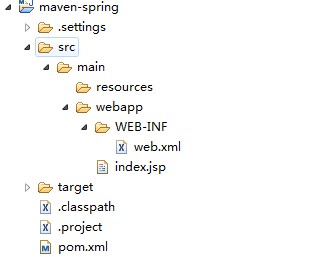 maven-spring
.settings
src
main
resources
webapp
WEB-INF
web.xml
index.jsp
target
.classpath
.project
pom.xml